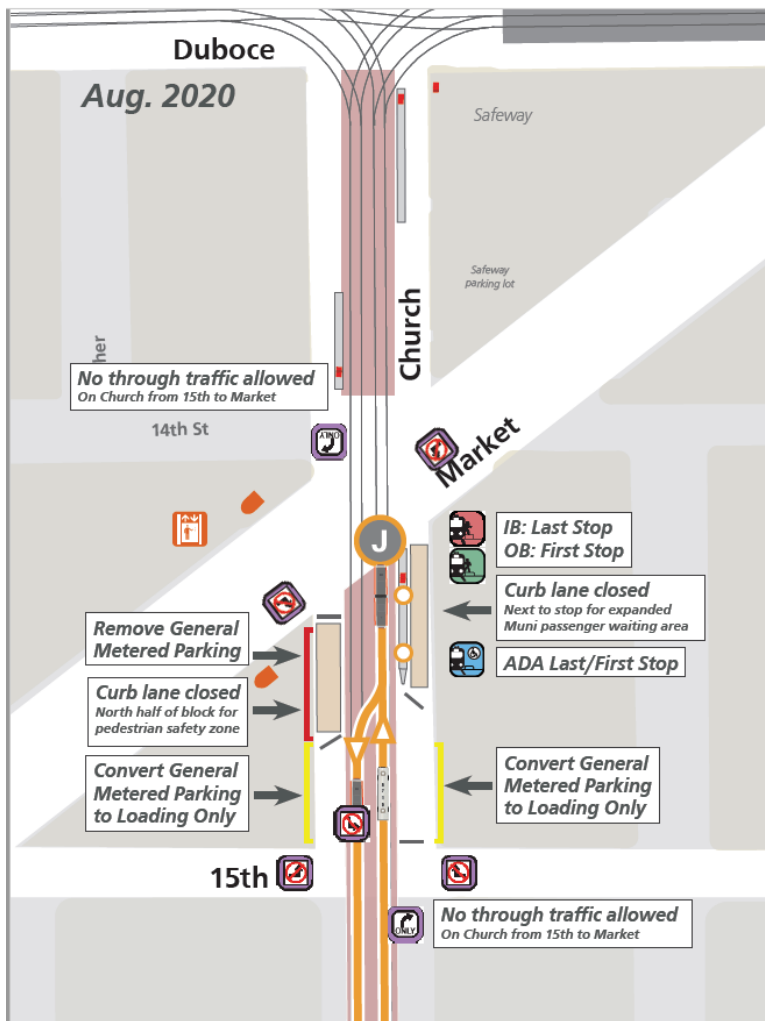 Duboce
Aug. 2020
Safeway
Safeway
parking lot
Church
her
No through traffic allowed
On Church from 15th to Market
14th St
ONLY
Market
J
IB: Last Stop
OB: First Stop
Curb lane closed
Next to stop for expanded
Muni passenger waiting area
Remove General
Metered Parking
ADA Last/First Stop
Curb lane closed
North half of block for
pedestrian safety zone
Convert General
Metered Parking
to Loading Only
Convert General
Metered Parking
to Loading Only
15th
ONLY
No through traffic allowed
On Church from 15th to Market